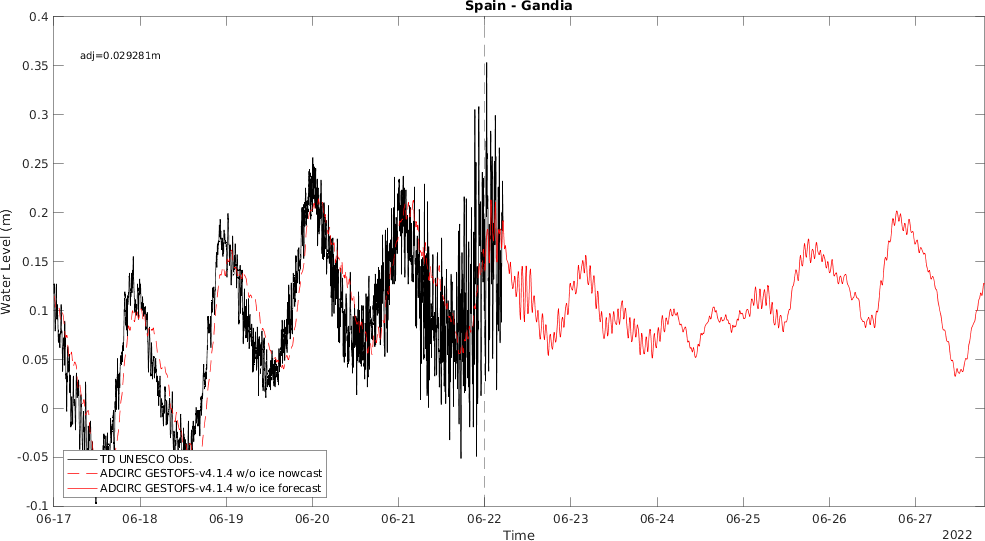 Spain - Gandia
adj=0.029281m
Water Level (m)
0.4
0.35
0.3
0.25
0.2
0.15
0.1
0.05
0
-0.05
-0.1
TD UNESCO Obs.
ADCIRC GESTOFS-v4.1.4 w/o ice nowcast
ADCIRC GESTOFS-v4.1.4 w/o ice forecast
06-17 06-18 06-19 06-20 06-21 06-22 06-23 06-24 06-25 06-26 06-27
Time
2022